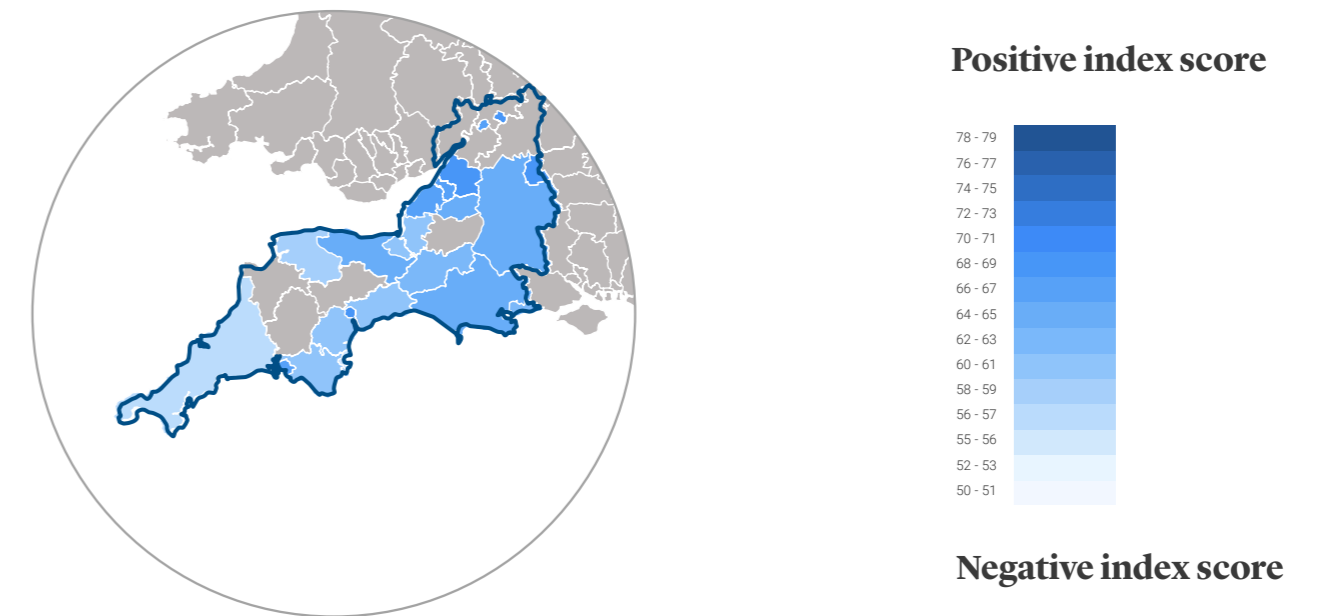 Positive index score
78 - 79
76 - 77
74 - 75
72 - 73
70 - 71
68 - 69
66 - 67
64 - 65
62 - 63
60 - 61
58 - 59
56 - 57
55 - 56
52 - 53
50 - 51
Negative index score